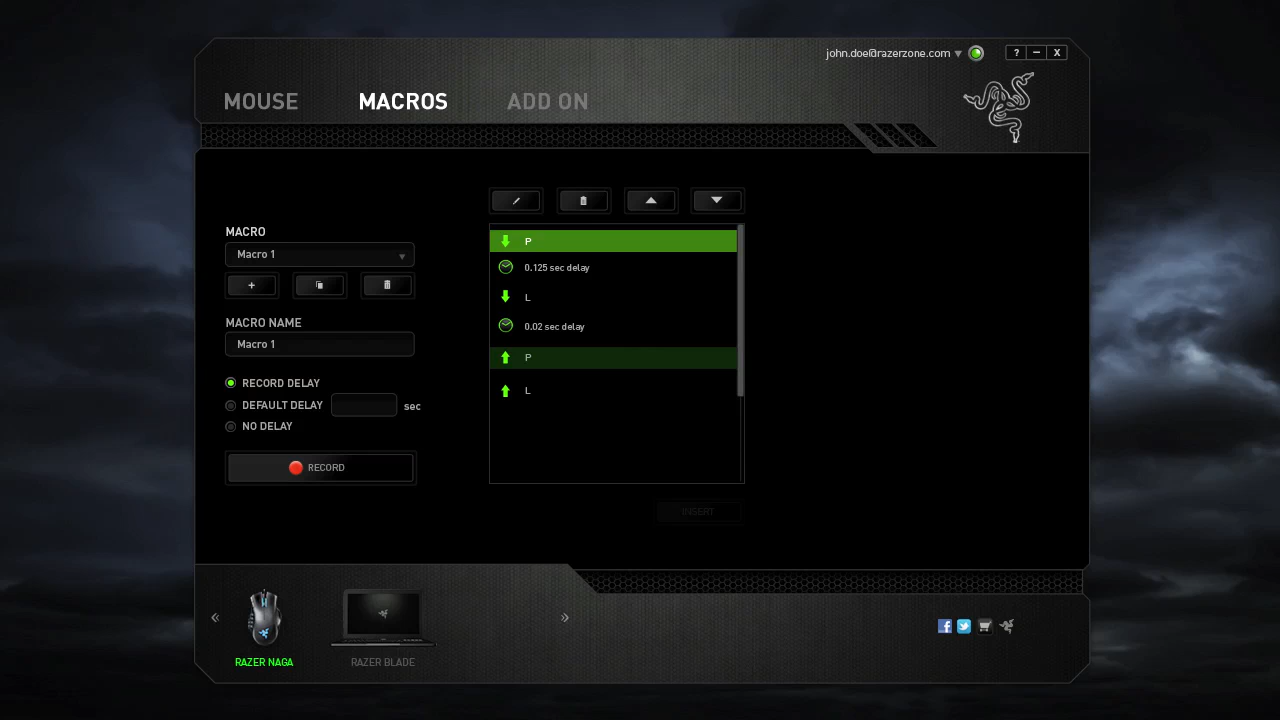 john.doe@razerzone.com
? – X
MOUSE MACROS ADD ON
MACRO
Macro 1
+
MACRO NAME
Macro 1
RECORD DELAY
DEFAULT DELAY sec
NO DELAY
RECORD
P
0.125 sec delay
L
0.02 sec delay
P
L
INSERT
« »
RAZER NAGA RAZER BLADE